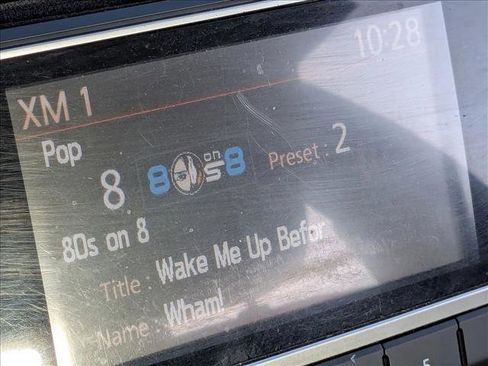 10:28
XM 1
Pop
8 80s on 8 Preset : 2
80s on 8
Title : Wake Me Up Befor
Name : Wham!
5